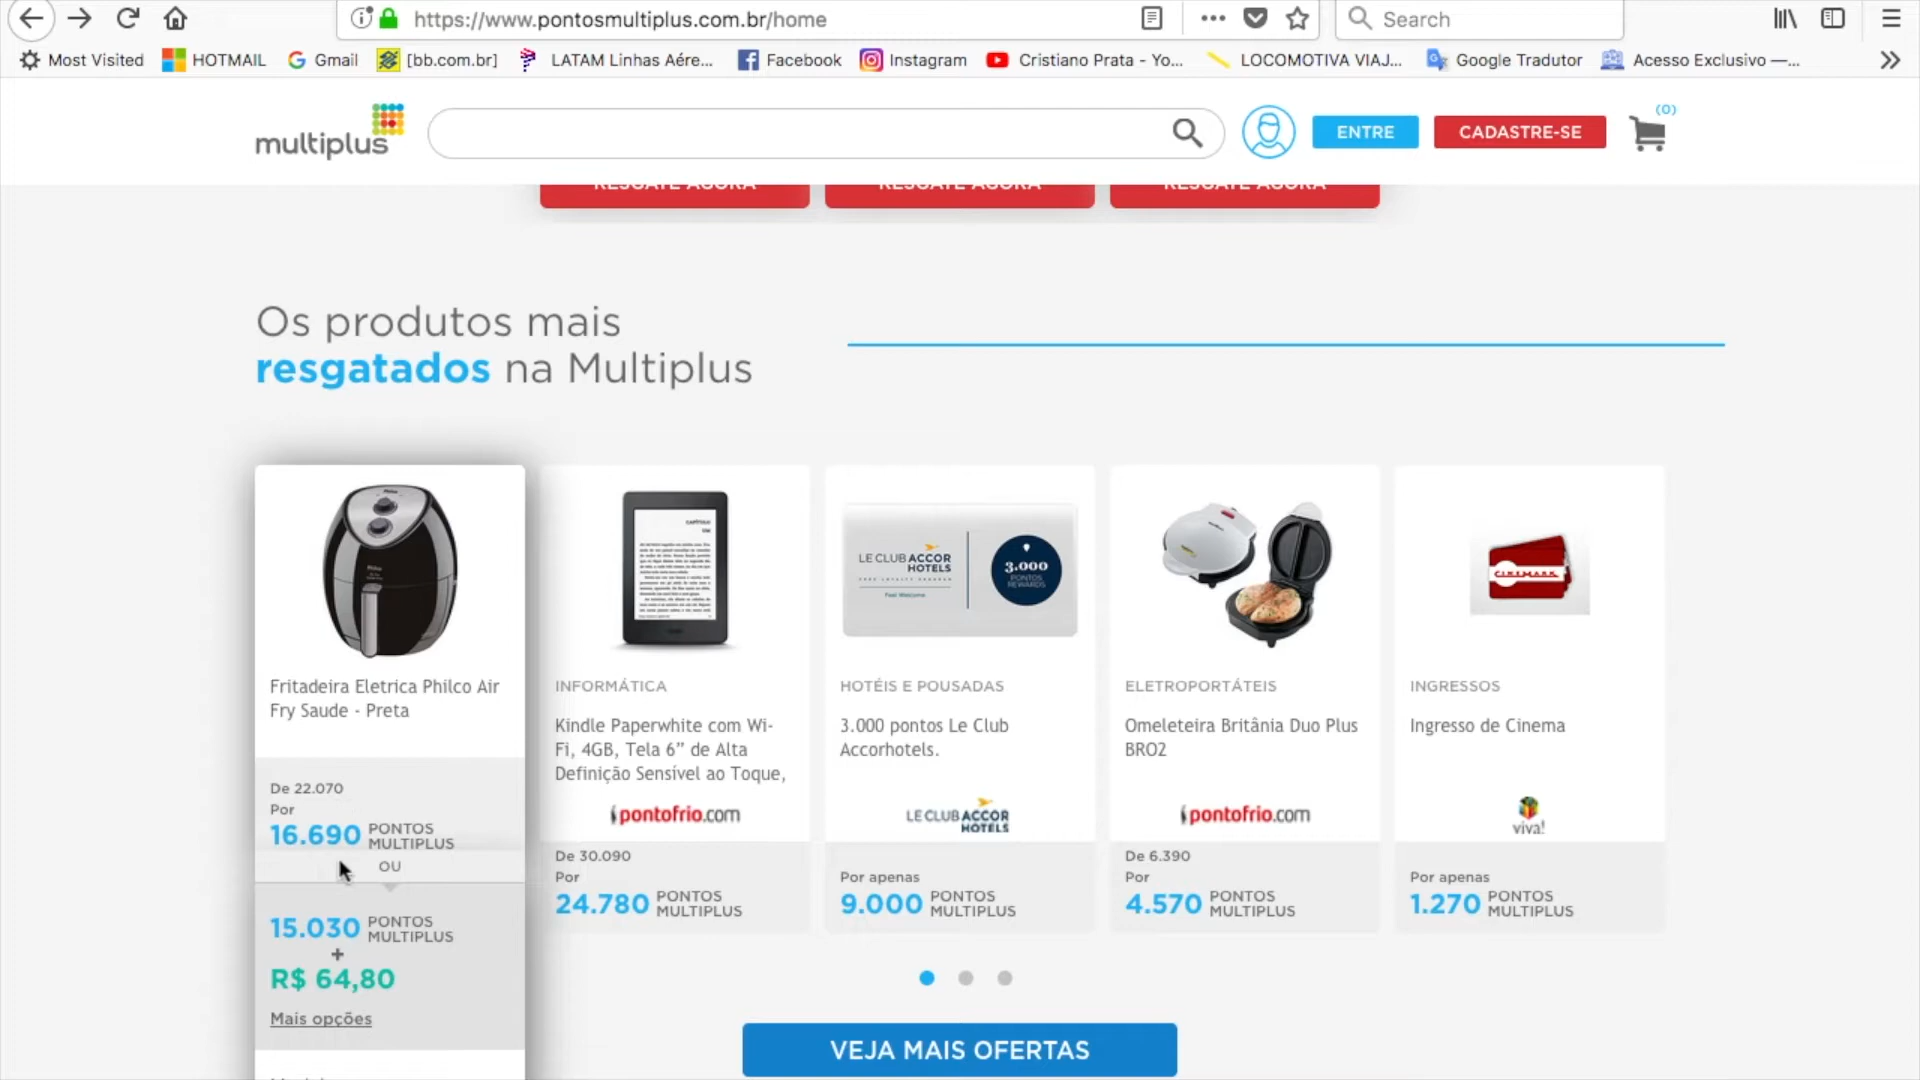 https://www.pontosmultiplus.com.br/home
Search
Most Visited
HOTMAIL
Gmail
[bb.com.br]
LATAM Linhas Aére...
Facebook
Instagram
Cristiano Prata - Yo...
LOCOMOTIVA VIAJ...
Google Tradutor
Acesso Exclusivo —...
multiplus
ENTRE
CADASTRE-SE
(0)
RESGATE AGORA
RESGATE AGORA
RESGATE AGORA
Os produtos mais
resgatados na Multiplus
Fritadeira Eletrica Philco Air
Fry Saude - Preta
De 22.070
Por
16.690 PONTOS
MULTIPLUS
OU
15.030 PONTOS
MULTIPLUS
+
R$ 64,80
Mais opções
CAPÍTULO
INFORMÁTICA
Kindle Paperwhite com Wi-
Fi, 4GB, Tela 6” de Alta
Definição Sensível ao Toque,
pontofrio.com
De 30.090
Por
24.780 PONTOS
MULTIPLUS
LE CLUB ACCOR
HOTELS
Feel Welcome
3.000
PONTOS
REWARDS
HOTÉIS E POUSADAS
3.000 pontos Le Club
Accorhotels.
LE CLUB ACCOR
HOTELS
Por apenas
9.000 PONTOS
MULTIPLUS
ELETROPORTÁTEIS
Omeleteira Britânia Duo Plus
BRO2
pontofrio.com
De 6.390
Por
4.570 PONTOS
MULTIPLUS
CINEMARK
INGRESSOS
Ingresso de Cinema
viva!
Por apenas
1.270 PONTOS
MULTIPLUS
VEJA MAIS OFERTAS